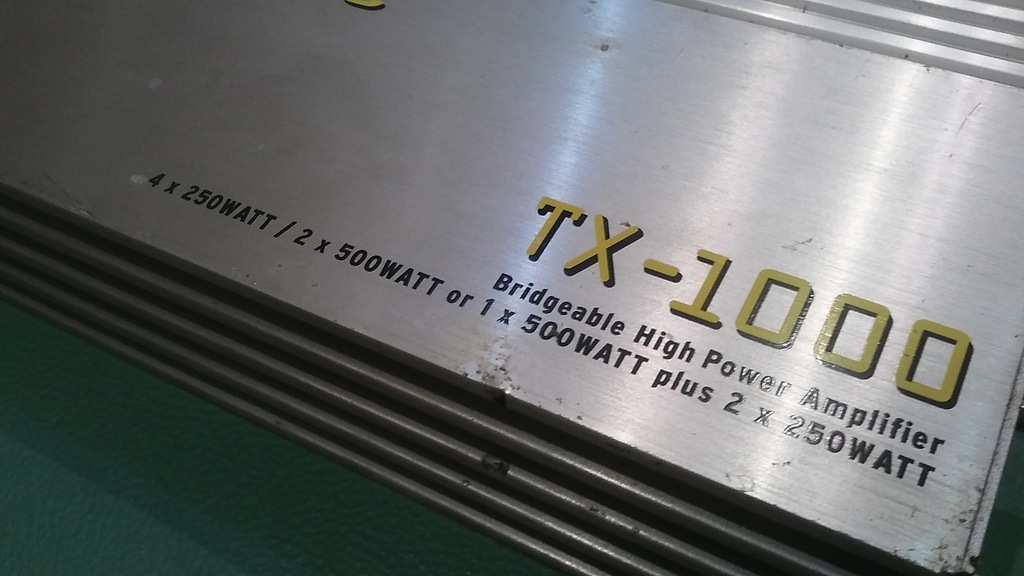 TX-1000
Bridgeable High Power Amplifier
4 x 250WATT / 2 x 500WATT or 1 x 500WATT plus 2 x 250WATT